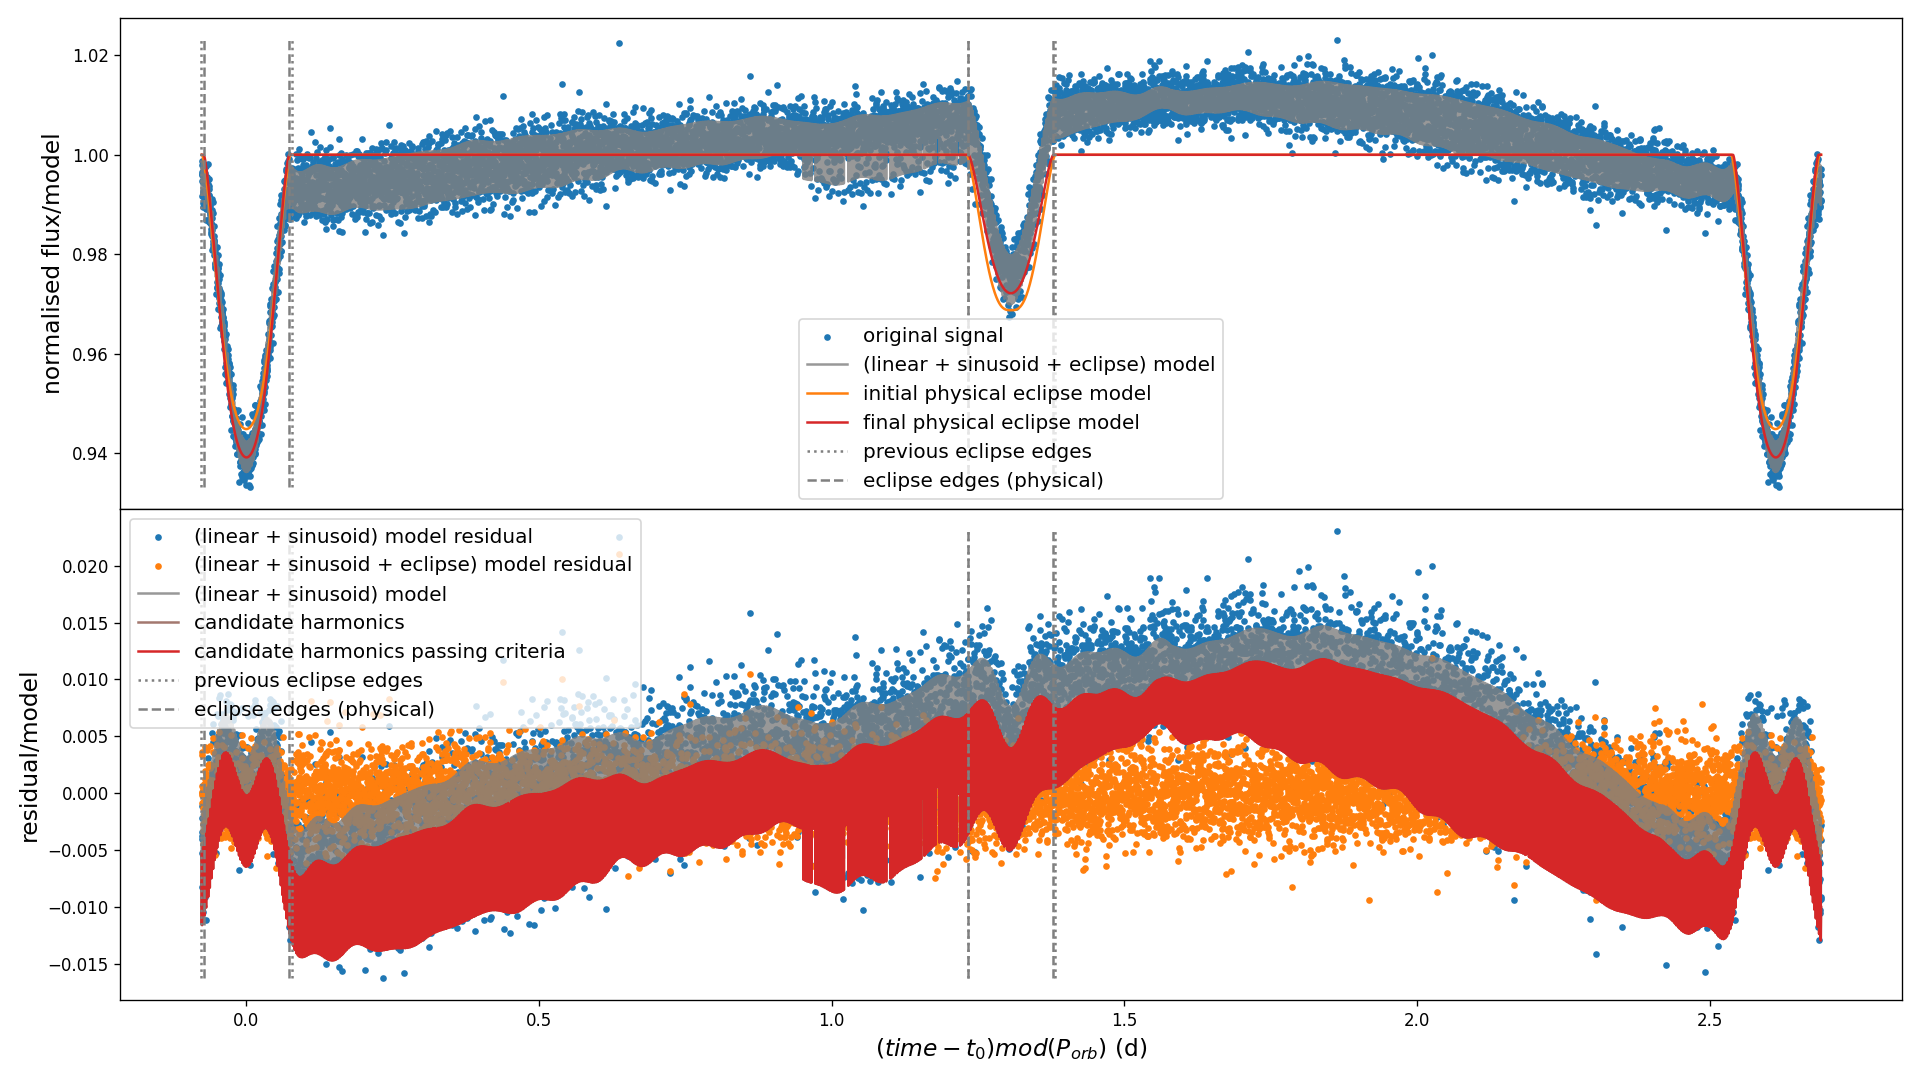 1.02
1.00
0.98
0.96
0.94
normalised flux/model
original signal
(linear + sinusoid + eclipse) model
initial physical eclipse model
final physical eclipse model
previous eclipse edges
eclipse edges (physical)
(linear + sinusoid) model residual
(linear + sinusoid + eclipse) model residual
(linear + sinusoid) model
candidate harmonics
candidate harmonics passing criteria
previous eclipse edges
eclipse edges (physical)
0.020
0.015
0.010
0.005
0.000
−0.005
−0.010
−0.015
residual/model
0.0 0.5 1.0 1.5 2.0 2.5
(time − t₀)mod(Pₒᵣb) (d)